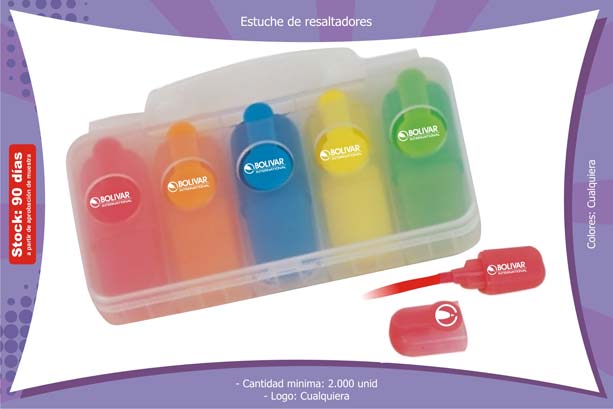 Estuche de resaltadores
BOLIVAR
INTERNATIONAL
BOLIVAR
INTERNATIONAL
BOLIVAR
INTERNATIONAL
BOLIVAR
INTERNATIONAL
BOLIVAR
INTERNATIONAL
Stock: 90 días
a partir de aprobación de muestra
Colores: Cualquiera
BOLIVAR
INTERNATIONAL
- Cantidad minima: 2.000 unid
- Logo: Cualquiera